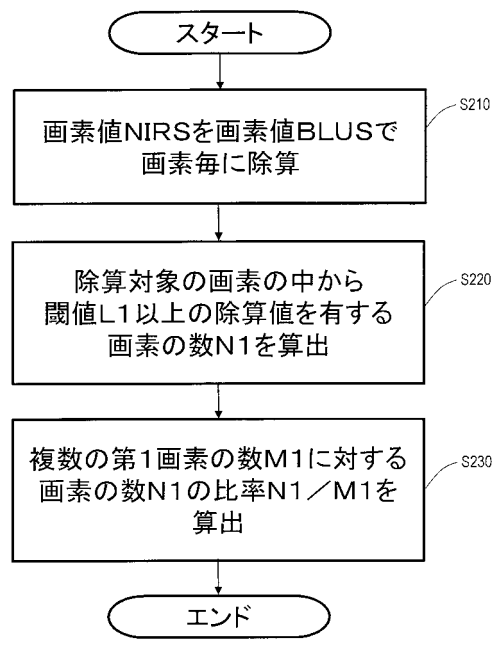 スタート
画素値NIRSを画素値BLUSで
画素毎に除算
S210
除算対象の画素の中から
閾値L1以上の除算値を有する
画素の数N1を算出
S220
複数の第1画素の数M1に対する
画素の数N1の比率N1／M1を
算出
S230
エンド